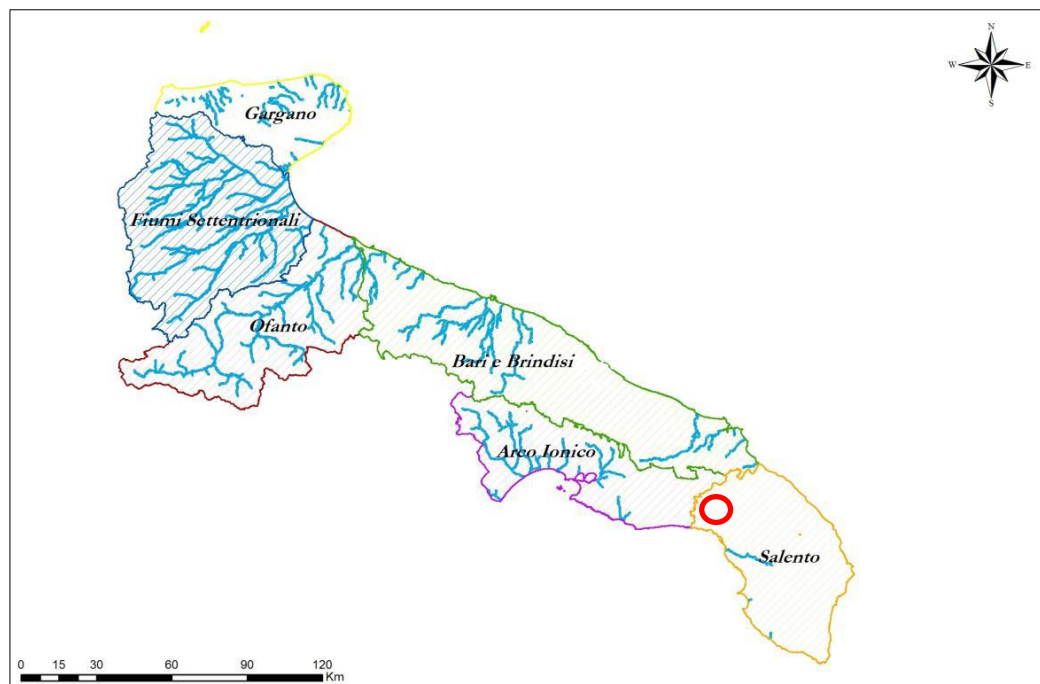 N
W E
S
Gargano
Fiumi Settentrionali
Ofanto
Bari e Brindisi
Arco Ionico
Salento
0 15 30 60 90 120
Km